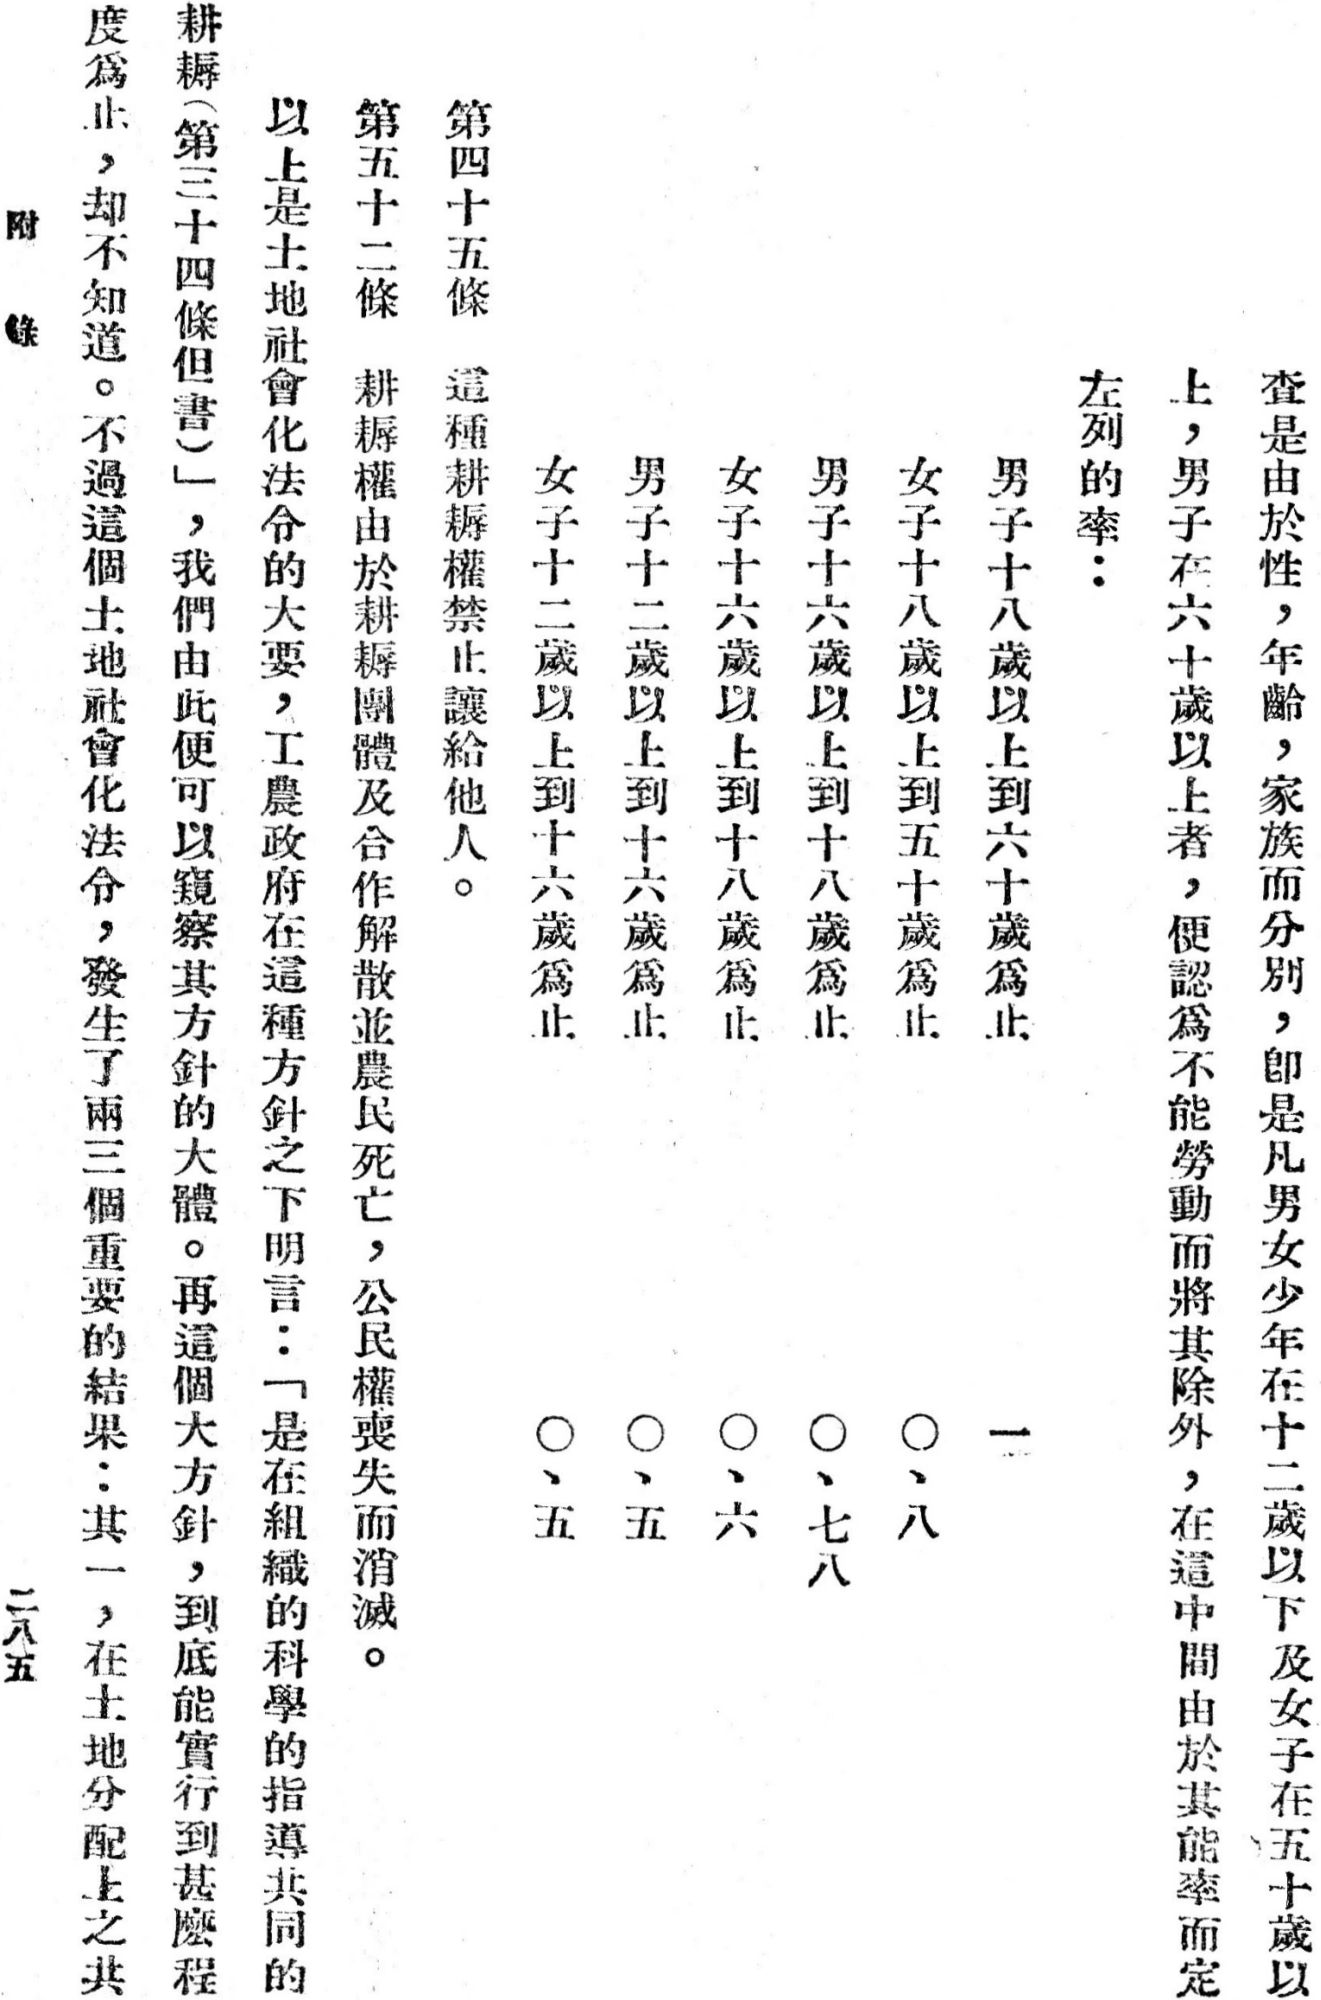 查是由於性，年齡，家族而分別，卽是凡男女少年在十二歲以下及女子在五十歲以
上，男子在六十歲以上者，便認爲不能勞動而將其除外，在這中間由於其能率而定
左列的率：
男子十八歲以上到六十歲爲止　一
女子十八歲以上到五十歲爲止　〇、八
男子十六歲以上到十八歲爲止　〇、七八
女子十六歲以上到十八歲爲止　〇、六
男子十二歲以上到十六歲爲止　〇、五
女子十二歲以上到十六歲爲止　〇、五
第四十五條　這種耕耨權禁止讓給他人。
第五十二條　耕耨權由於耕耨團體及合作解散並農民死亡，公民權喪失而消滅。
以上是土地社會化法令的大要，工農政府在這種方針之下明言：「是在組織的科學的指導共同的
耕耨（第三十四條但書）」，我們由此便可以窺察其方針的大體。再這個大方針，到底能實行到甚麼程
度爲止，却不知道。不過這個土地社會化法令，發生了兩三個重要的結果：其一，在土地分配上之共
附　錄
二八五